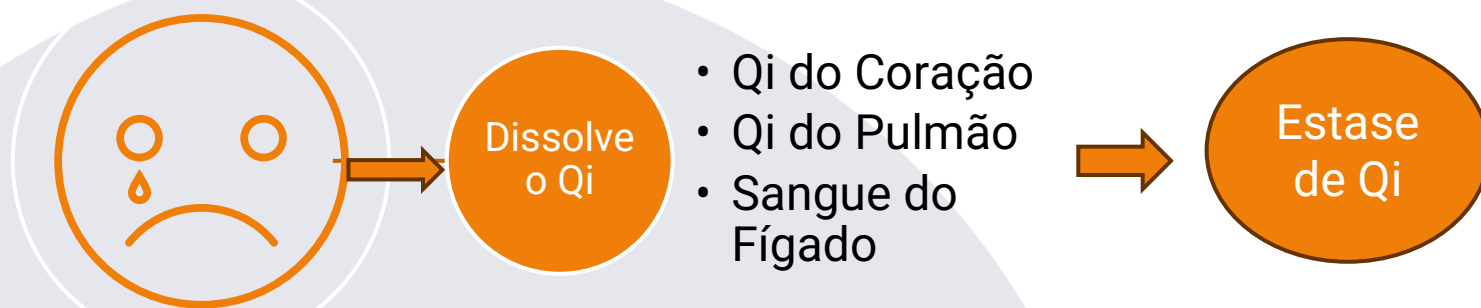 Dissolve
o Qi
• Qi do Coração
• Qi do Pulmão
• Sangue do
Fígado
Estase
de Qi